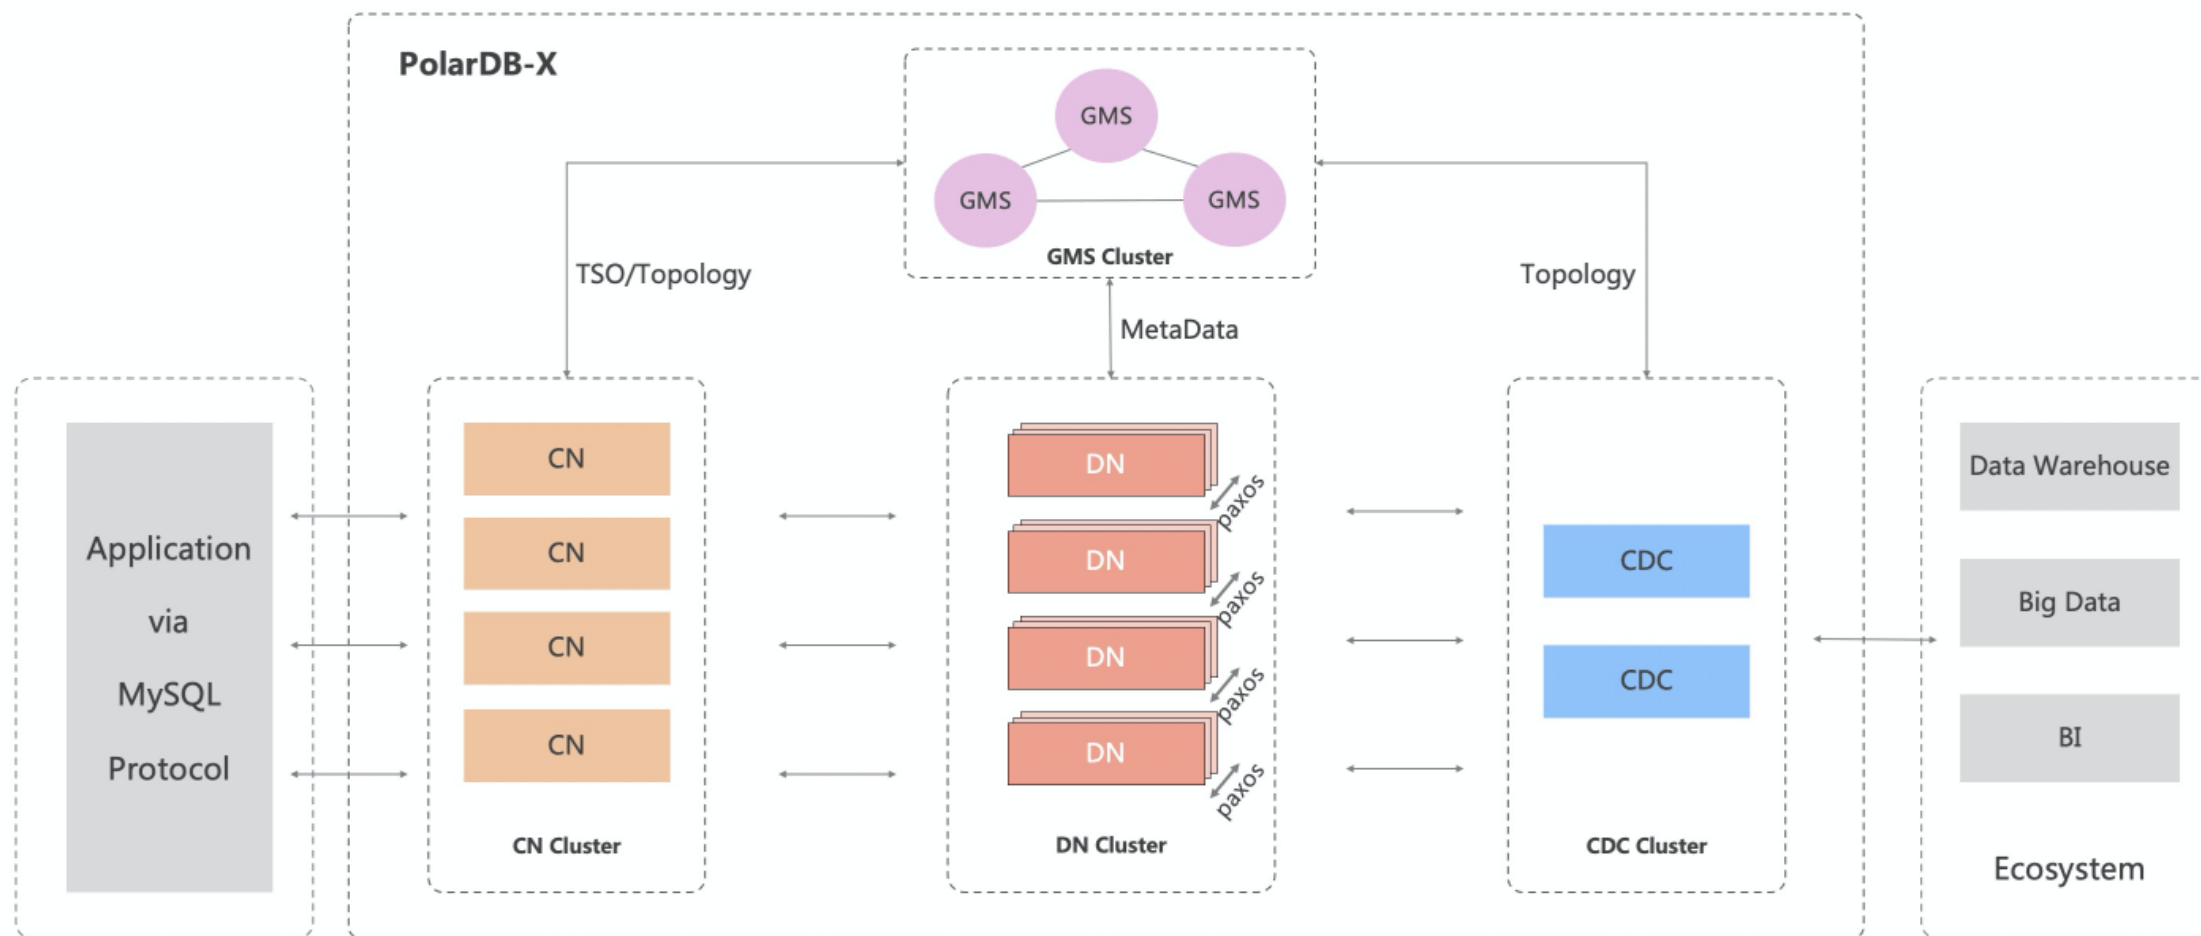 PolarDB-X
GMS
GMS
GMS
GMS Cluster
TSO/Topology
Topology
MetaData
Application
via
MySQL
Protocol
CN
CN
CN
CN
CN Cluster
DN
paxos
DN
paxos
DN
paxos
DN
paxos
DN Cluster
CDC
CDC
CDC Cluster
Data Warehouse
Big Data
BI
Ecosystem